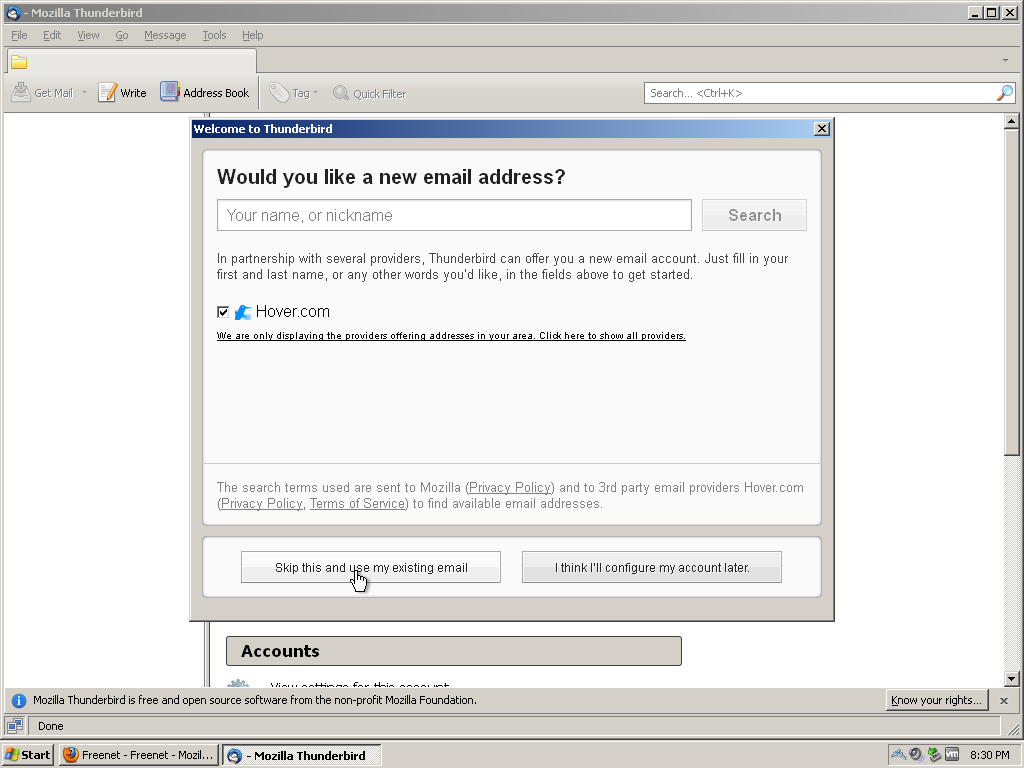 - Mozilla Thunderbird
File Edit View Go Message Tools Help
Get Mail Write Address Book Tag Quick Filter Search... <Ctrl+K>
Welcome to Thunderbird
Would you like a new email address?
Your name, or nickname Search
In partnership with several providers, Thunderbird can offer you a new email account. Just fill in your
first and last name, or any other words you'd like, in the fields above to get started.
Hover.com
We are only displaying the providers offering addresses in your area. Click here to show all providers.
The search terms used are sent to Mozilla (Privacy Policy) and to 3rd party email providers Hover.com
(Privacy Policy, Terms of Service) to find available email addresses.
Skip this and use my existing email I think I'll configure my account later.
Accounts
View settings for this account
Mozilla Thunderbird is free and open source software from the non-profit Mozilla Foundation. Know your rights...
Done
Start Freenet - Freenet - Mozil... - Mozilla Thunderbird 8:30 PM